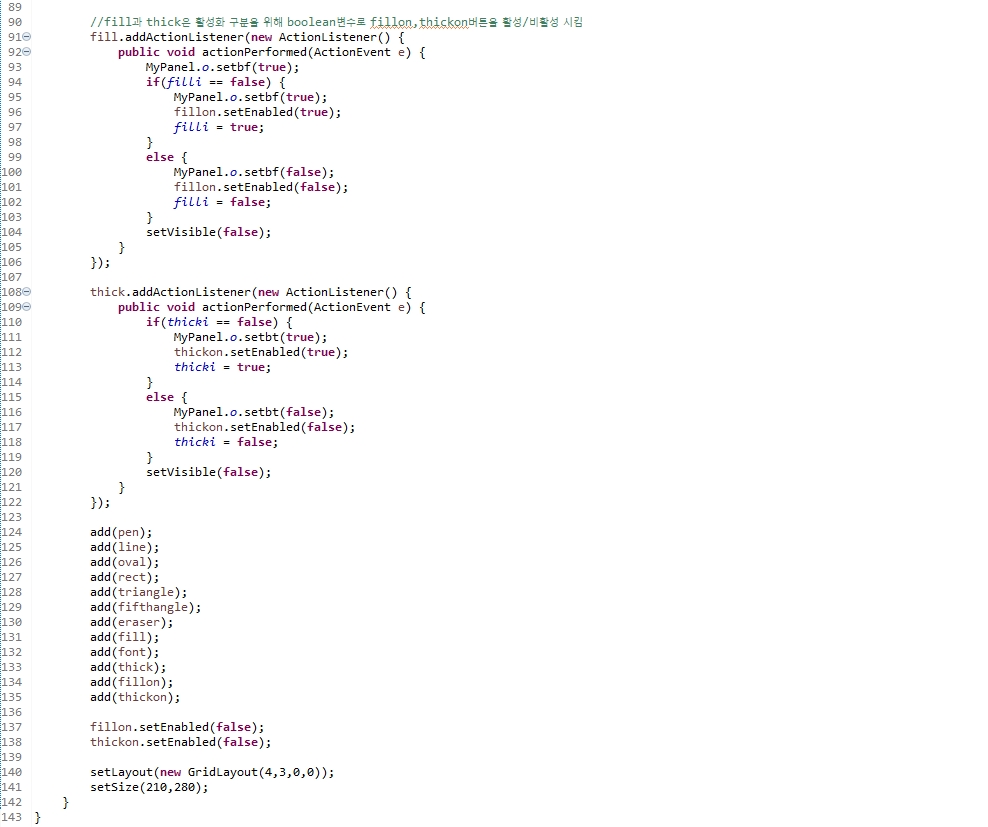 89
90 //fill과 thick은 활성화 구분을 위해 boolean변수로 fillon,thickon버튼을 활성/비활성 시킴
91 fill.addActionListener(new ActionListener() {
92 public void actionPerformed(ActionEvent e) {
93 MyPanel.o.setbf(true);
94 if(filli == false) {
95 MyPanel.o.setbf(true);
96 fillon.setEnabled(true);
97 filli = true;
98 }
99 else {
100 MyPanel.o.setbf(false);
101 fillon.setEnabled(false);
102 filli = false;
103 }
104 setVisible(false);
105 }
106 });
107
108 thick.addActionListener(new ActionListener() {
109 public void actionPerformed(ActionEvent e) {
110 if(thicki == false) {
111 MyPanel.o.setbt(true);
112 thickon.setEnabled(true);
113 thicki = true;
114 }
115 else {
116 MyPanel.o.setbt(false);
117 thickon.setEnabled(false);
118 thicki = false;
119 }
120 setVisible(false);
121 }
122 });
123
124 add(pen);
125 add(line);
126 add(oval);
127 add(rect);
128 add(triangle);
129 add(fifthangle);
130 add(eraser);
131 add(fill);
132 add(font);
133 add(thick);
134 add(fillon);
135 add(thickon);
136
137 fillon.setEnabled(false);
138 thickon.setEnabled(false);
139
140 setLayout(new GridLayout(4,3,0,0));
141 setSize(210,280);
142 }
143 }